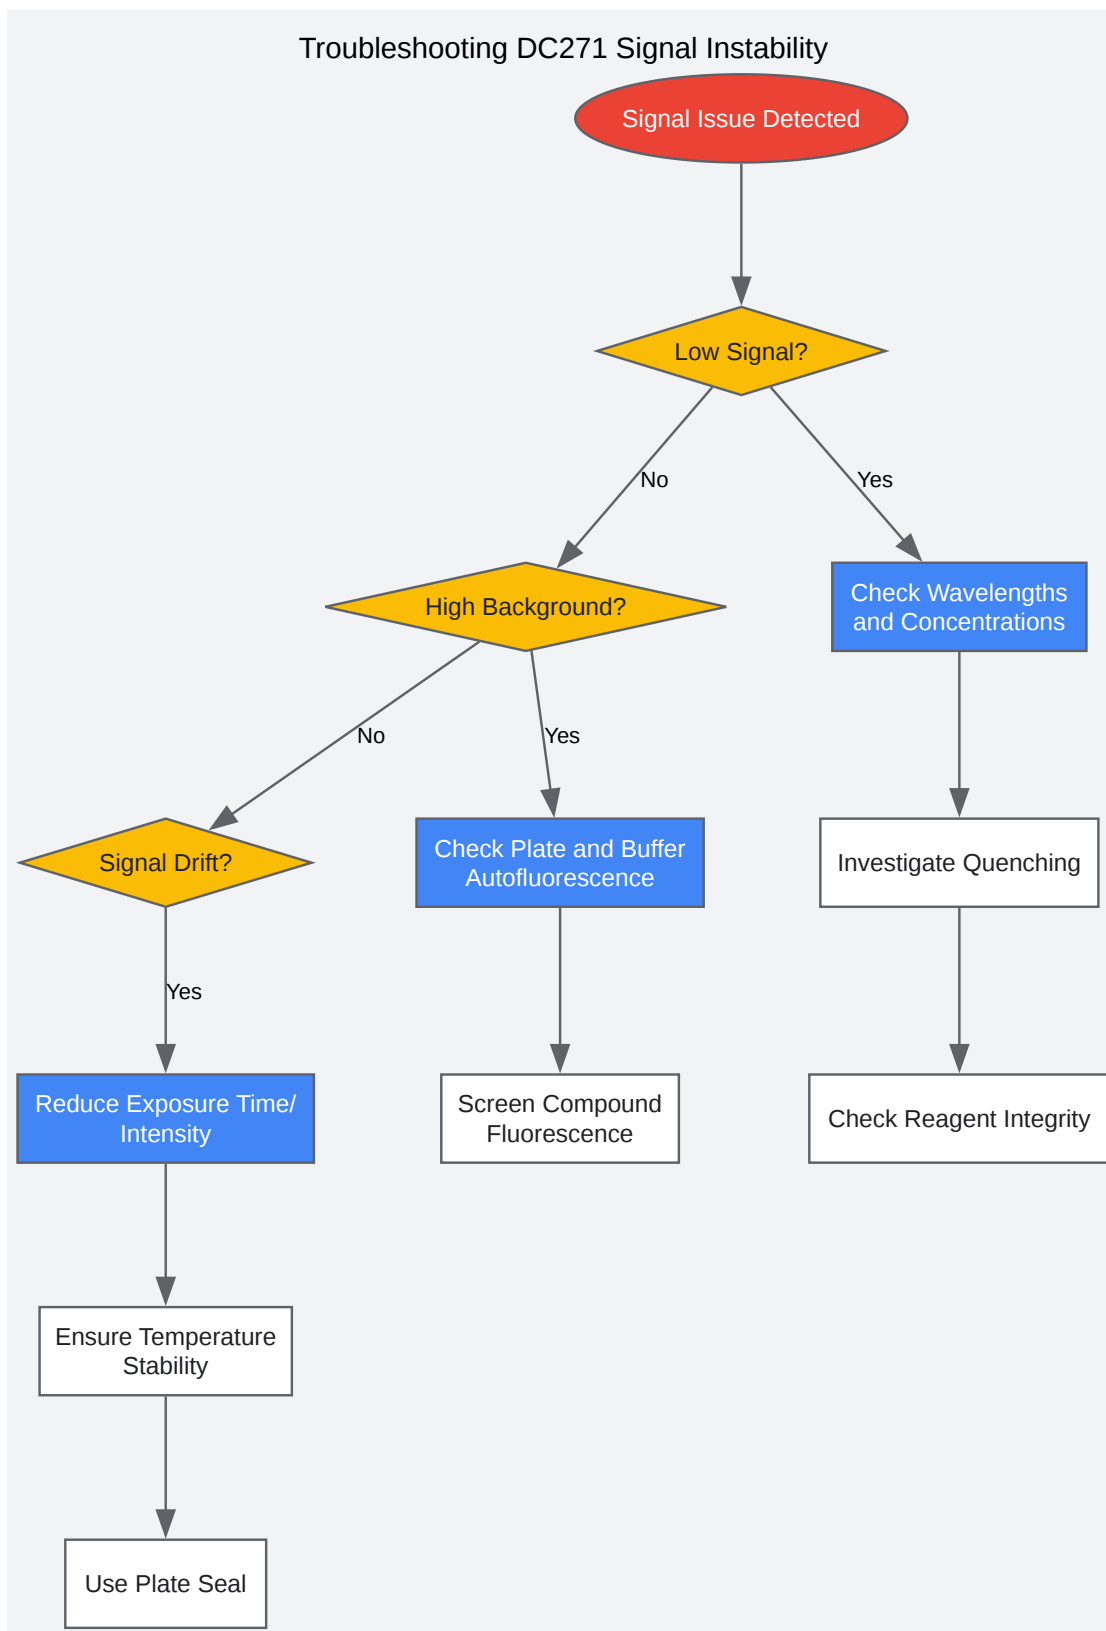 Troubleshooting DC271 Signal Instability
Signal Issue Detected
Low Signal?
No
Yes
High Background?
Check Wavelengths
and Concentrations
No
Yes
Signal Drift?
Check Plate and Buffer
Autofluorescence
Investigate Quenching
Yes
Reduce Exposure Time/
Intensity
Screen Compound
Fluorescence
Check Reagent Integrity
Ensure Temperature
Stability
Use Plate Seal